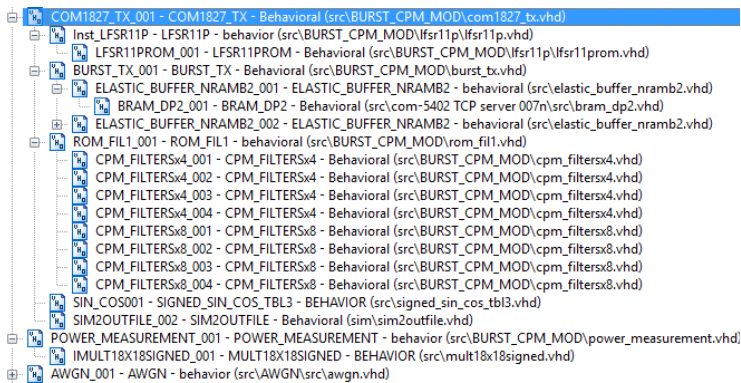 COM1827_TX_001 - COM1827_TX - Behavioral (src\BURST_CPM_MOD\com1827_tx.vhd)
Inst_LFSR11P - LFSR11P - behavior (src\BURST_CPM_MOD\lfsr11p\lfsr11p.vhd)
LFSR11PROM_001 - LFSR11PROM - Behavioral (src\BURST_CPM_MOD\lfsr11p\lfsr11prom.vhd)
BURST_TX_001 - BURST_TX - Behavioral (src\BURST_CPM_MOD\burst_tx.vhd)
ELASTIC_BUFFER_NRAMB2_001 - ELASTIC_BUFFER_NRAMB2 - behavioral (src\elastic_buffer_nramb2.vhd)
BRAM_DP2_001 - BRAM_DP2 - Behavioral (src\com-5402 TCP server 007n\src\bram_dp2.vhd)
ELASTIC_BUFFER_NRAMB2_002 - ELASTIC_BUFFER_NRAMB2 - behavioral (src\elastic_buffer_nramb2.vhd)
ROM_FIL1_001 - ROM_FIL1 - behavioral (src\BURST_CPM_MOD\rom_fil1.vhd)
CPM_FILTERSx4_001 - CPM_FILTERSx4 - Behavioral (src\BURST_CPM_MOD\cpm_filtersx4.vhd)
CPM_FILTERSx4_002 - CPM_FILTERSx4 - Behavioral (src\BURST_CPM_MOD\cpm_filtersx4.vhd)
CPM_FILTERSx4_003 - CPM_FILTERSx4 - Behavioral (src\BURST_CPM_MOD\cpm_filtersx4.vhd)
CPM_FILTERSx4_004 - CPM_FILTERSx4 - Behavioral (src\BURST_CPM_MOD\cpm_filtersx4.vhd)
CPM_FILTERSx8_001 - CPM_FILTERSx8 - Behavioral (src\BURST_CPM_MOD\cpm_filtersx8.vhd)
CPM_FILTERSx8_002 - CPM_FILTERSx8 - Behavioral (src\BURST_CPM_MOD\cpm_filtersx8.vhd)
CPM_FILTERSx8_003 - CPM_FILTERSx8 - Behavioral (src\BURST_CPM_MOD\cpm_filtersx8.vhd)
CPM_FILTERSx8_004 - CPM_FILTERSx8 - Behavioral (src\BURST_CPM_MOD\cpm_filtersx8.vhd)
SIN_COS001 - SIGNED_SIN_COS_TBL3 - BEHAVIOR (src\signed_sin_cos_tbl3.vhd)
SIM2OUTFILE_002 - SIM2OUTFILE - Behavioral (sim\sim2outfile.vhd)
POWER_MEASUREMENT_001 - POWER_MEASUREMENT - behavior (src\BURST_CPM_MOD\power_measurement.vhd)
IMULT18X18SIGNED_001 - MULT18X18SIGNED - BEHAVIOR (src\mult18x18signed.vhd)
AWGN_001 - AWGN - behavior (src\AWGN\src\awgn.vhd)